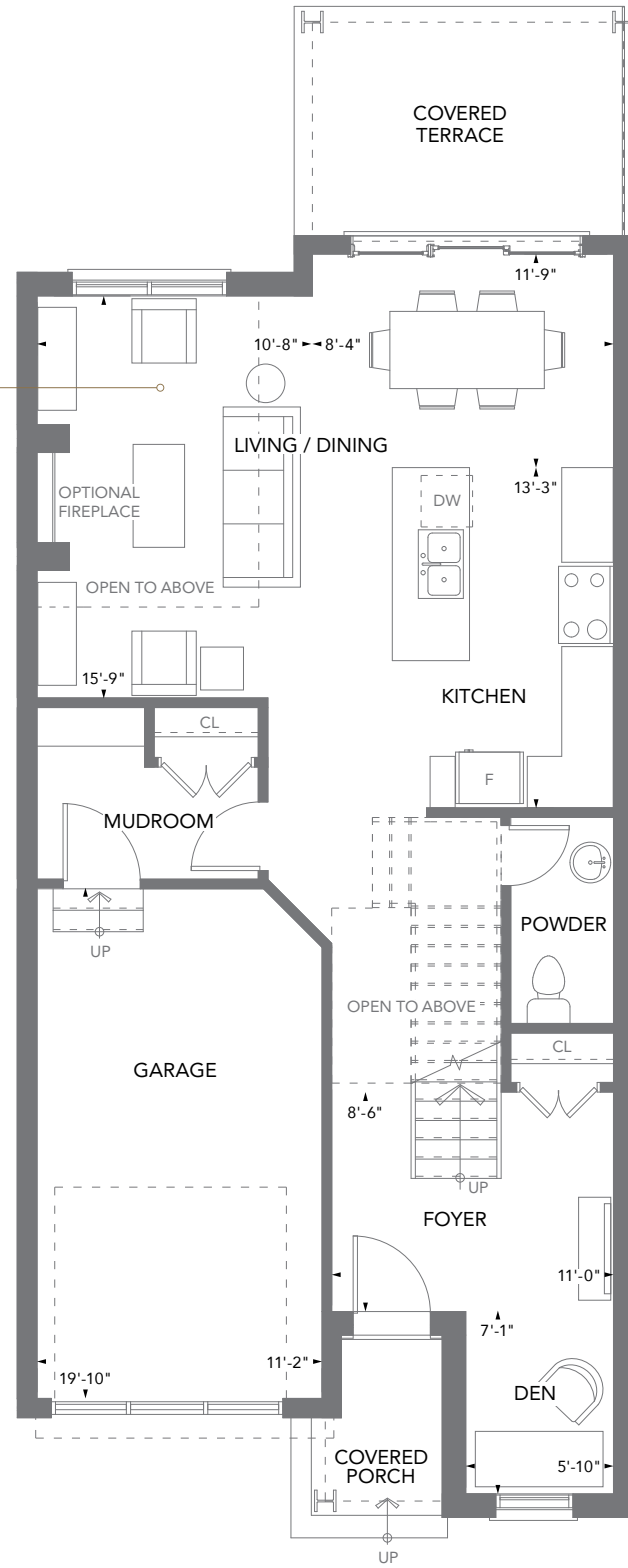 COVERED
TERRACE
11'-9"
10'-8"
8'-4"
LIVING / DINING
OPTIONAL
FIREPLACE
DW
13'-3"
OPEN TO ABOVE
15'-9"
KITCHEN
CL
F
MUDROOM
UP
POWDER
OPEN TO ABOVE
CL
GARAGE
8'-6"
UP
FOYER
11'-0"
7'-1"
19'-10"
11'-2"
DEN
COVERED
PORCH
5'-10"
UP